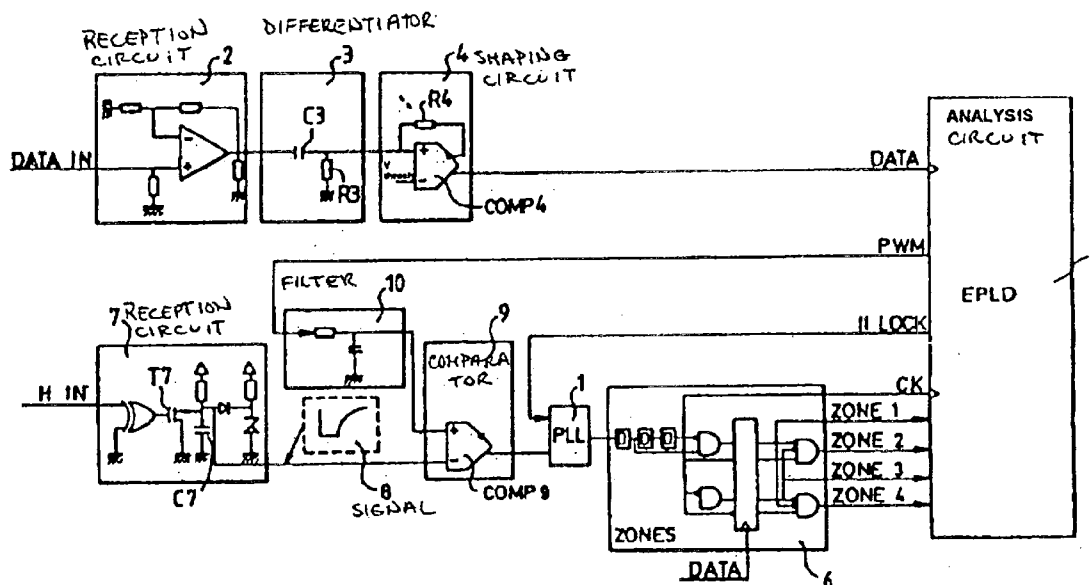 RECEPTION
CIRCUIT
2
DIFFERENTIATOR
3
SHAPING
CIRCUIT
4
R4
C3
R3
V
COMP4
DATA IN
DATA
ANALYSIS
CIRCUIT
EPLD
PWM
FILTER
10
II LOCK
7
RECEPTION
CIRCUIT
T7
H IN
C7
8
SIGNAL
9
COMPARA
TOR
COMP9
1
PLL
CK
ZONE 1
ZONE 2
ZONE 3
ZONE 4
D D D
ZONES
DATA
6